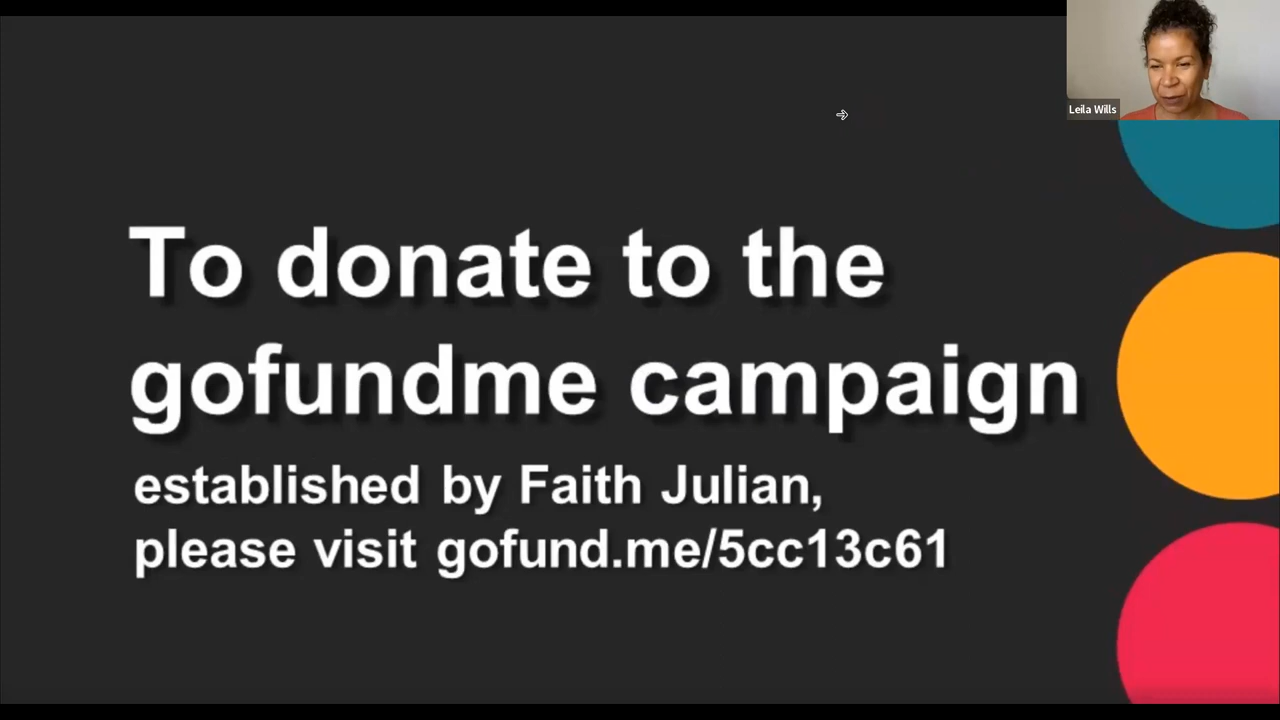 Leila Wills
To donate to the
gofundme campaign
established by Faith Julian,
please visit gofund.me/5cc13c61